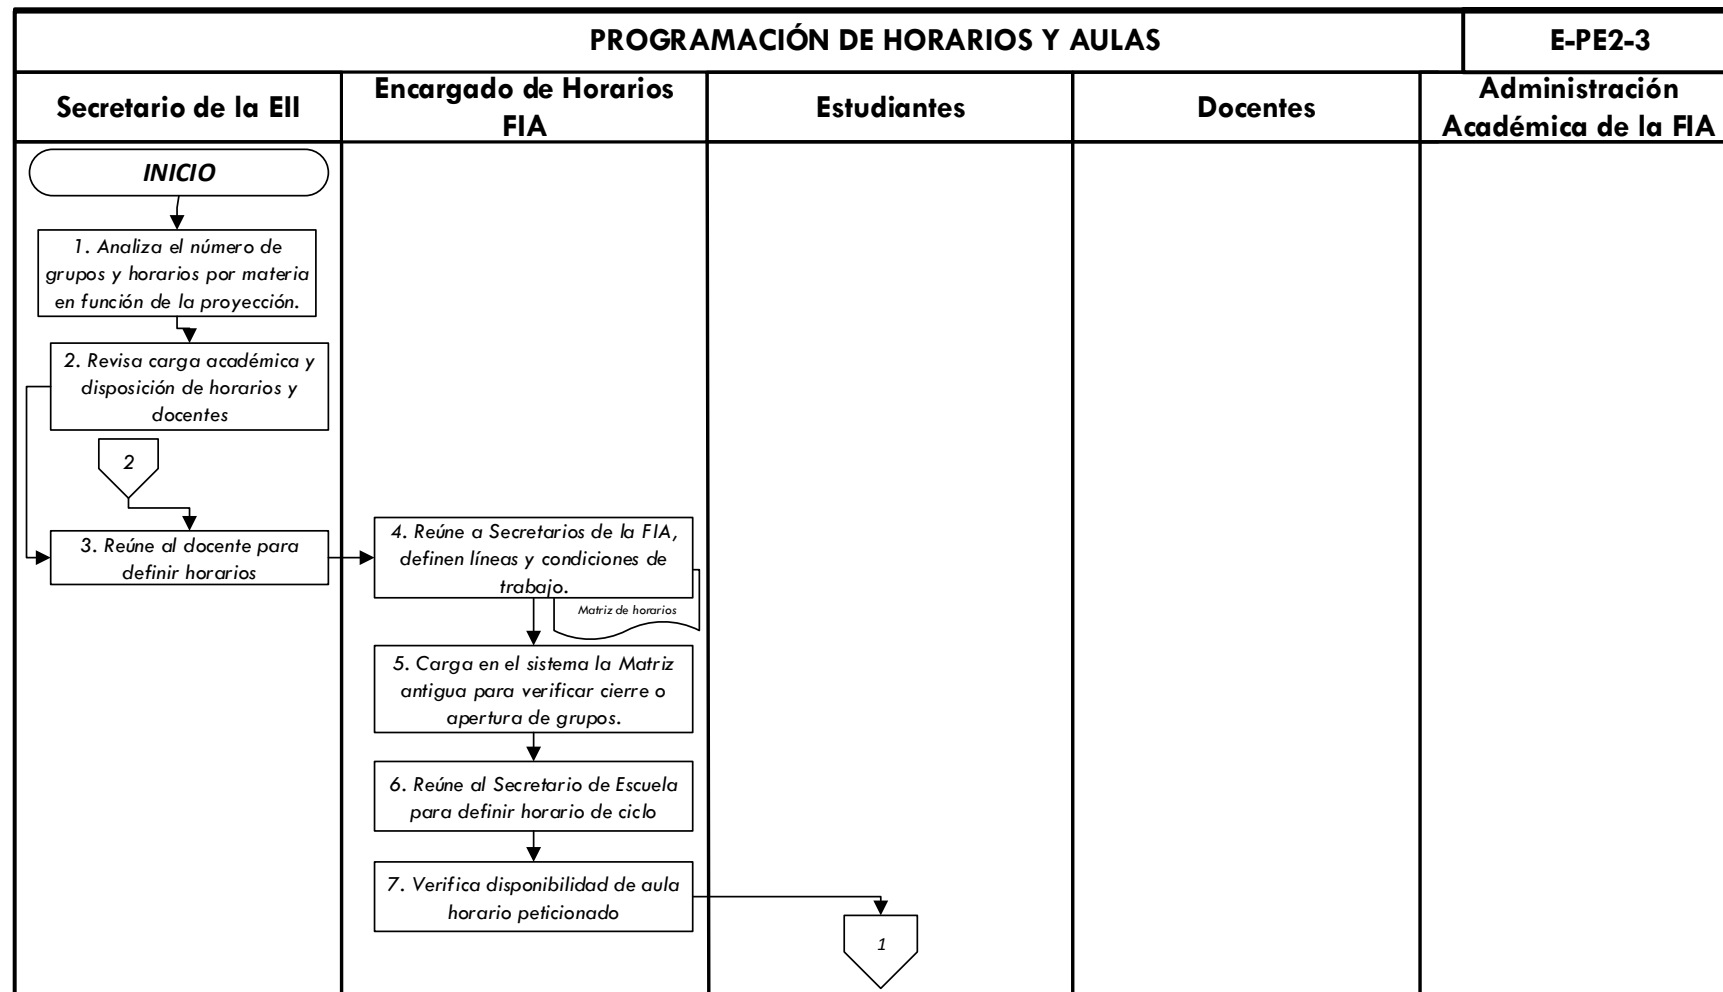 PROGRAMACIÓN DE HORARIOS Y AULAS
E-PE2-3
Secretario de la EII
Encargado de Horarios
FIA
Estudiantes
Docentes
Administración
Académica de la FIA
INICIO
1. Analiza el número de
grupos y horarios por materia
en función de la proyección.
2. Revisa carga académica y
disposición de horarios y
docentes
2
3. Reúne al docente para
definir horarios
4. Reúne a Secretarios de la FIA,
definen líneas y condiciones de
trabajo.
Matriz de horarios
5. Carga en el sistema la Matriz
antigua para verificar cierre o
apertura de grupos.
6. Reúne al Secretario de Escuela
para definir horario de ciclo
7. Verifica disponibilidad de aula
horario peticionado
1